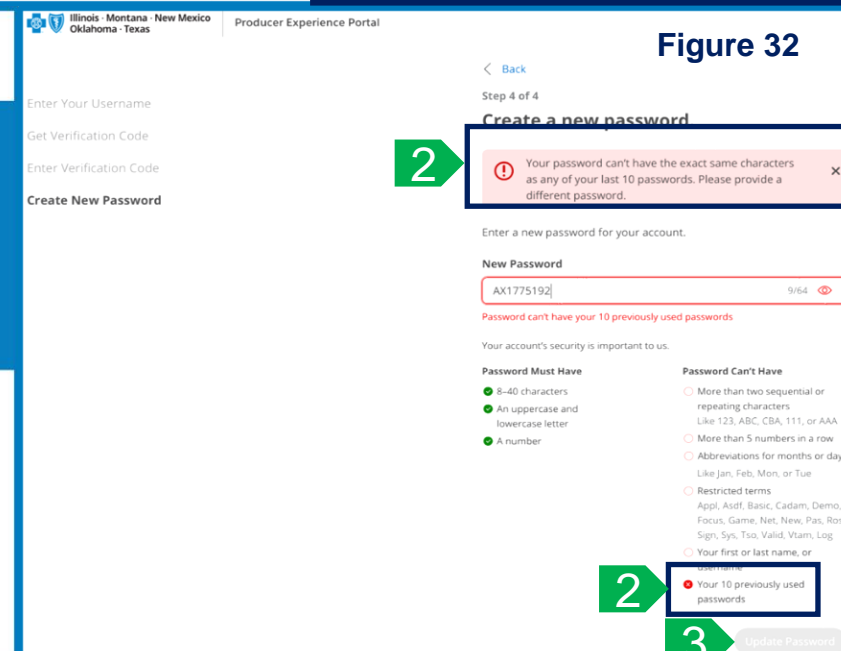 Illinois · Montana · New Mexico
Oklahoma · Texas
Producer Experience Portal
Figure 32
Back
Enter Your Username
Get Verification Code
Enter Verification Code
Create New Password
Step 4 of 4
Create a new password
2
Your password can't have the exact same characters
as any of your last 10 passwords. Please provide a
different password.
Enter a new password for your account.
New Password
AX1775192
9/64
Password can't have your 10 previously used passwords
Your account's security is important to us.
Password Must Have
8–40 characters
An uppercase and
lowercase letter
A number
Password Can't Have
More than two sequential or
repeating characters
Like 123, ABC, CBA, 111, or AAA
More than 5 numbers in a row
Abbreviations for months or day
Like Jan, Feb, Mon, or Tue
Restricted terms
Appl, Asdf, Basic, Cadam, Demo,
Focus, Game, Net, New, Pas, Ros
Sign, Sys, Tso, Valid, Vtam, Log
Your first or last name, or
username
2
Your 10 previously used
passwords
3
Update Password